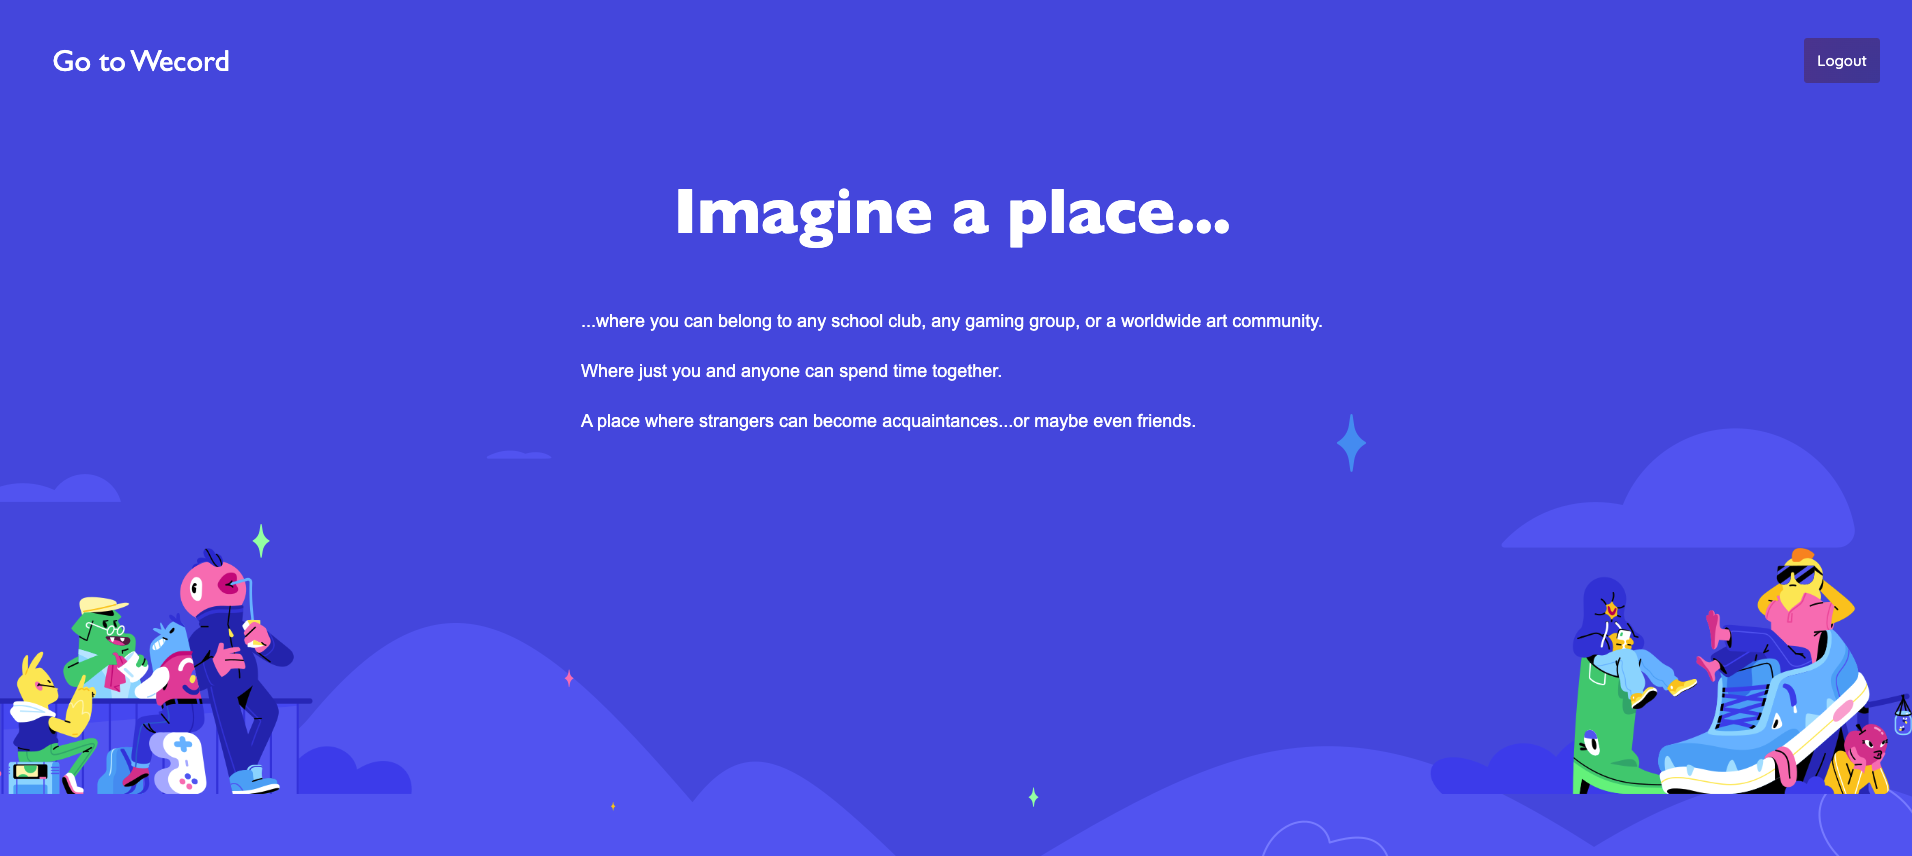 Go to Wecord
Logout
Imagine a place...
...where you can belong to any school club, any gaming group, or a worldwide art community.
Where just you and anyone can spend time together.
A place where strangers can become acquaintances...or maybe even friends.